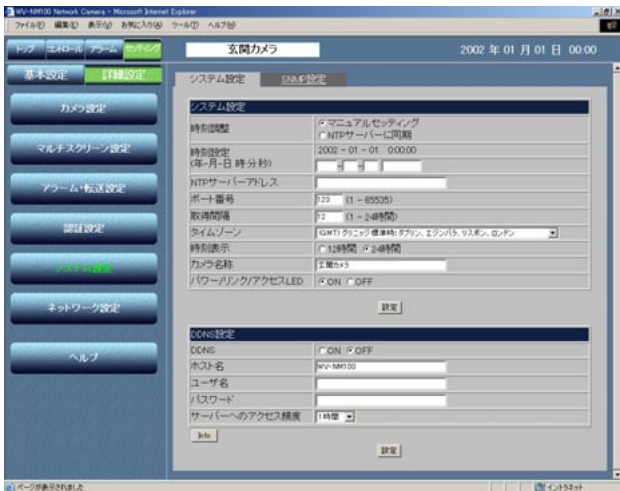 WV-NM100 Network Camera - Microsoft Internet Explorer
ファイル(F) 編集(E) 表示(V) お気に入り(A) ツール(T) ヘルプ(H)
トップ コントロール アラーム セッティング
玄関カメラ
2002 年 01 月 01 日 00:00
基本設定 詳細設定
カメラ設定
マルチスクリーン設定
アラーム・転送設定
認証設定
システム設定
ネットワーク設定
ヘルプ
システム設定 SNMP設定
システム設定
時刻調整 マニュアルセッティング
NTPサーバーに同期
時刻設定 2002 - 01 - 01 0:00:00
(年-月-日 時:分:秒)
NTPサーバーアドレス
ポート番号 123 (1 - 65535)
取得間隔 12 (1 - 24時間)
タイムゾーン (GMT) グリニッジ標準時: ダブリン、エジンバラ、リスボン、ロンドン
時刻表示 12時間 24時間
カメラ名称 玄関カメラ
パワー/リンク/アクセスLED ON OFF
設定
DDNS設定
DDNS ON OFF
ホスト名 WV-NM100
ユーザ名
パスワード
サーバーへのアクセス頻度 1時間
Info
設定
ページが表示されました
イントラネット